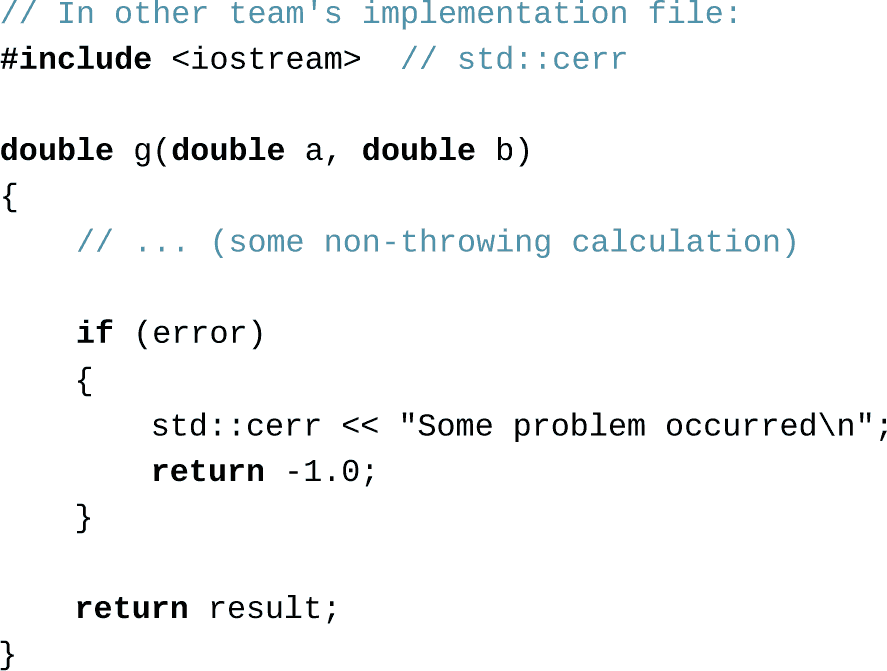 // In other team's implementation file:
#include <iostream>  // std::cerr
double g(double a, double b)
{
    // ... (some non-throwing calculation)
    if (error)
    {
        std::cerr << "Some problem occurred\n";
        return -1.0;
    }
    return result;
}